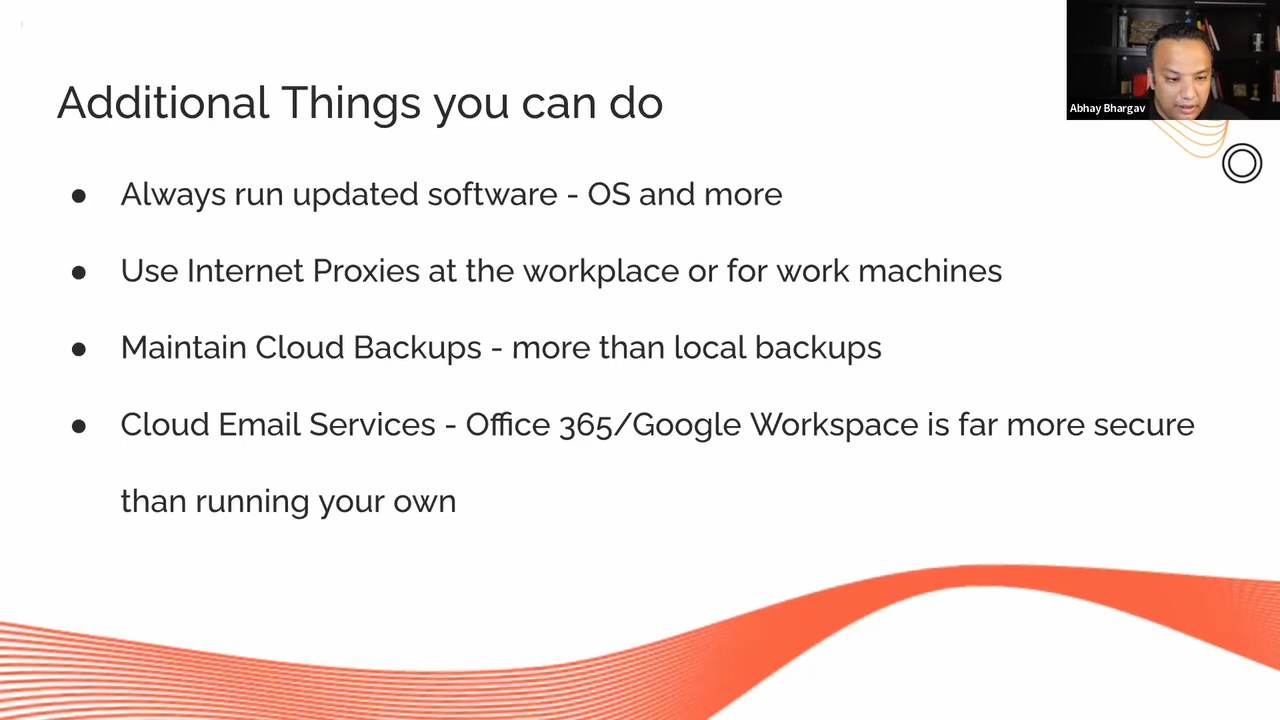 Additional Things you can do
Abhay Bhargav
● Always run updated software - OS and more
● Use Internet Proxies at the workplace or for work machines
● Maintain Cloud Backups - more than local backups
● Cloud Email Services - Office 365/Google Workspace is far more secure
than running your own